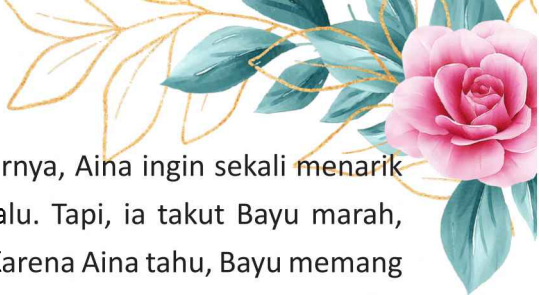 rnya, Aina ingin sekali menarik
alu. Tapi, ia takut Bayu marah,
Karena Aina tahu, Bayu memang